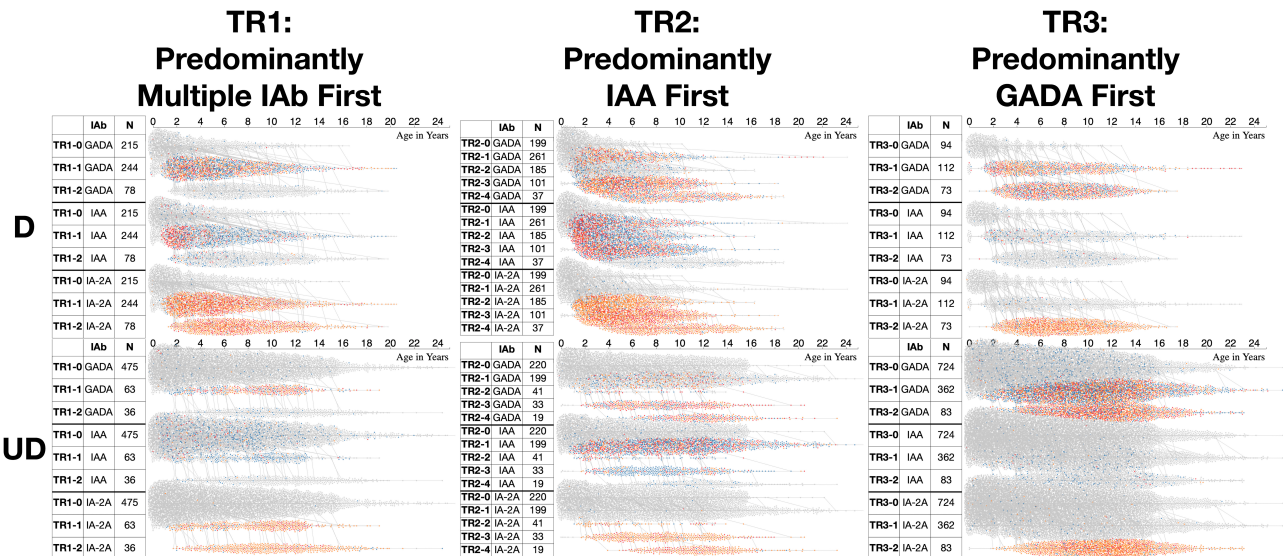 TR1:
Predominantly
Multiple IAb First
TR2:
Predominantly
IAA First
TR3:
Predominantly
GADA First
D
IAb N
TR1-0 GADA 215
TR1-1 GADA 244
TR1-2 GADA 78
TR1-0 IAA 215
TR1-1 IAA 244
TR1-2 IAA 78
TR1-0 IA-2A 215
TR1-1 IA-2A 244
TR1-2 IA-2A 78
0 2 4 6 8 10 12 14 16 18 20 22 24
Age in Years
IAb N
TR2-0 GADA 199
TR2-1 GADA 261
TR2-2 GADA 185
TR2-3 GADA 101
TR2-4 GADA 37
TR2-0 IAA 199
TR2-1 IAA 261
TR2-2 IAA 185
TR2-3 IAA 101
TR2-4 IAA 37
TR2-0 IA-2A 199
TR2-1 IA-2A 261
TR2-2 IA-2A 185
TR2-3 IA-2A 101
TR2-4 IA-2A 37
0 2 4 6 8 10 12 14 16 18 20 22 24
Age in Years
IAb N
TR3-0 GADA 94
TR3-1 GADA 112
TR3-2 GADA 73
TR3-0 IAA 94
TR3-1 IAA 112
TR3-2 IAA 73
TR3-0 IA-2A 94
TR3-1 IA-2A 112
TR3-2 IA-2A 73
0 2 4 6 8 10 12 14 16 18 20 22 24
Age in Years
UD
IAb N
TR1-0 GADA 475
TR1-1 GADA 63
TR1-2 GADA 36
TR1-0 IAA 475
TR1-1 IAA 63
TR1-2 IAA 36
TR1-0 IA-2A 475
TR1-1 IA-2A 63
TR1-2 IA-2A 36
0 2 4 6 8 10 12 14 16 18 20 22 24
Age in Years
IAb N
TR2-0 GADA 220
TR2-1 GADA 199
TR2-2 GADA 41
TR2-3 GADA 33
TR2-4 GADA 19
TR2-0 IAA 220
TR2-1 IAA 199
TR2-2 IAA 41
TR2-3 IAA 33
TR2-4 IAA 19
TR2-0 IA-2A 220
TR2-1 IA-2A 199
TR2-2 IA-2A 41
TR2-3 IA-2A 33
TR2-4 IA-2A 19
0 2 4 6 8 10 12 14 16 18 20 22 24
Age in Years
IAb N
TR3-0 GADA 724
TR3-1 GADA 362
TR3-2 GADA 83
TR3-0 IAA 724
TR3-1 IAA 362
TR3-2 IAA 83
TR3-0 IA-2A 724
TR3-1 IA-2A 362
TR3-2 IA-2A 83
0 2 4 6 8 10 12 14 16 18 20 22 24
Age in Years